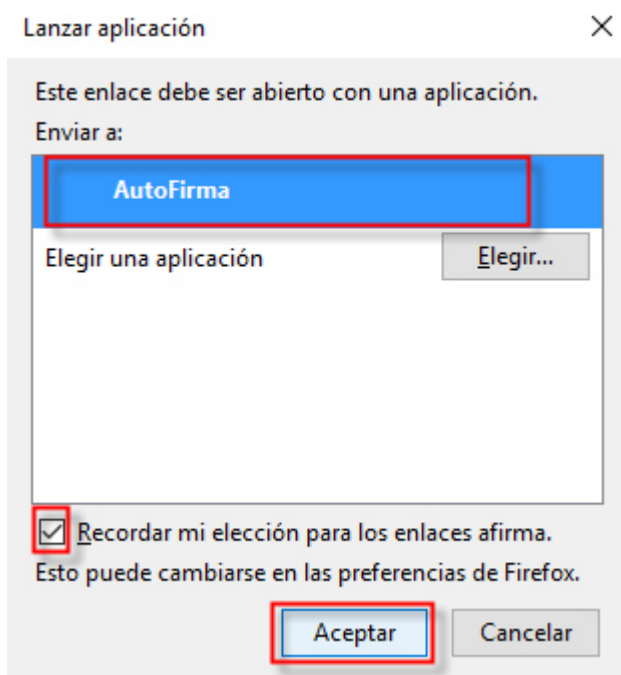 Lanzar aplicación
Este enlace debe ser abierto con una aplicación.
Enviar a:
AutoFirma
Elegir una aplicación
Elegir...
Recordar mi elección para los enlaces afirma.
Esto puede cambiarse en las preferencias de Firefox.
Aceptar
Cancelar